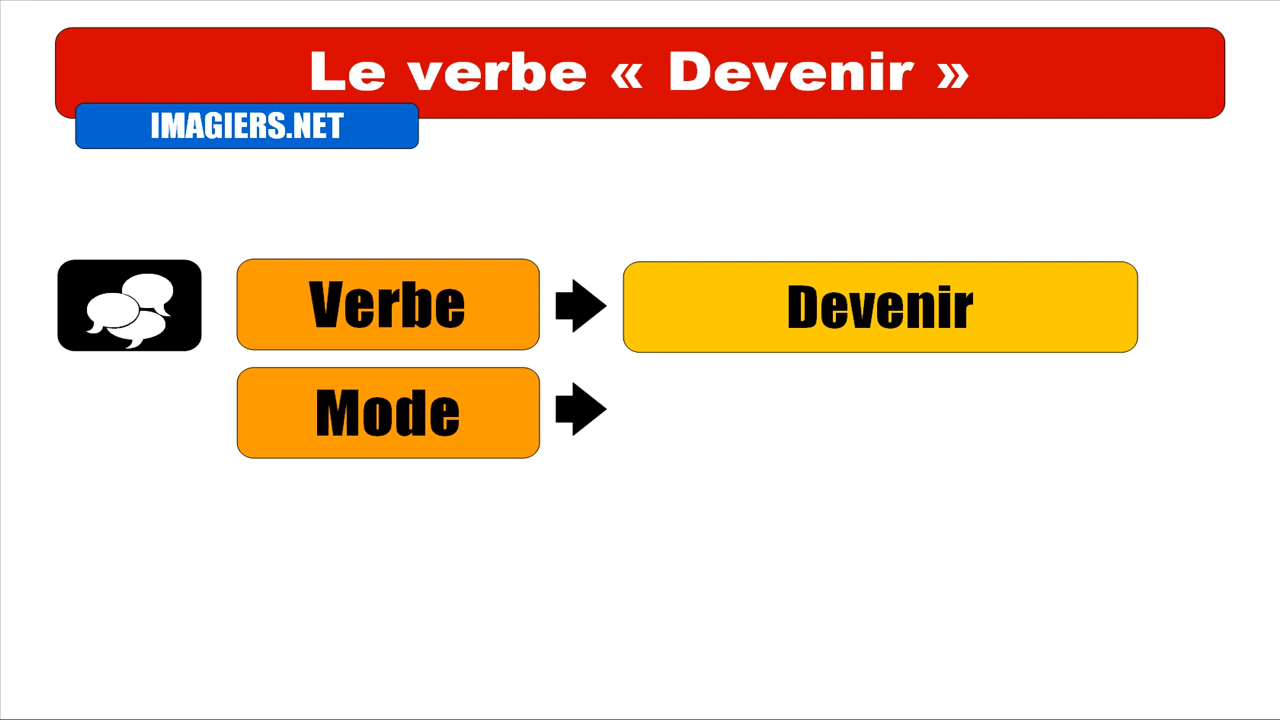 Le verbe « Devenir »
IMAGIERS.NET
Verbe
Devenir
Mode